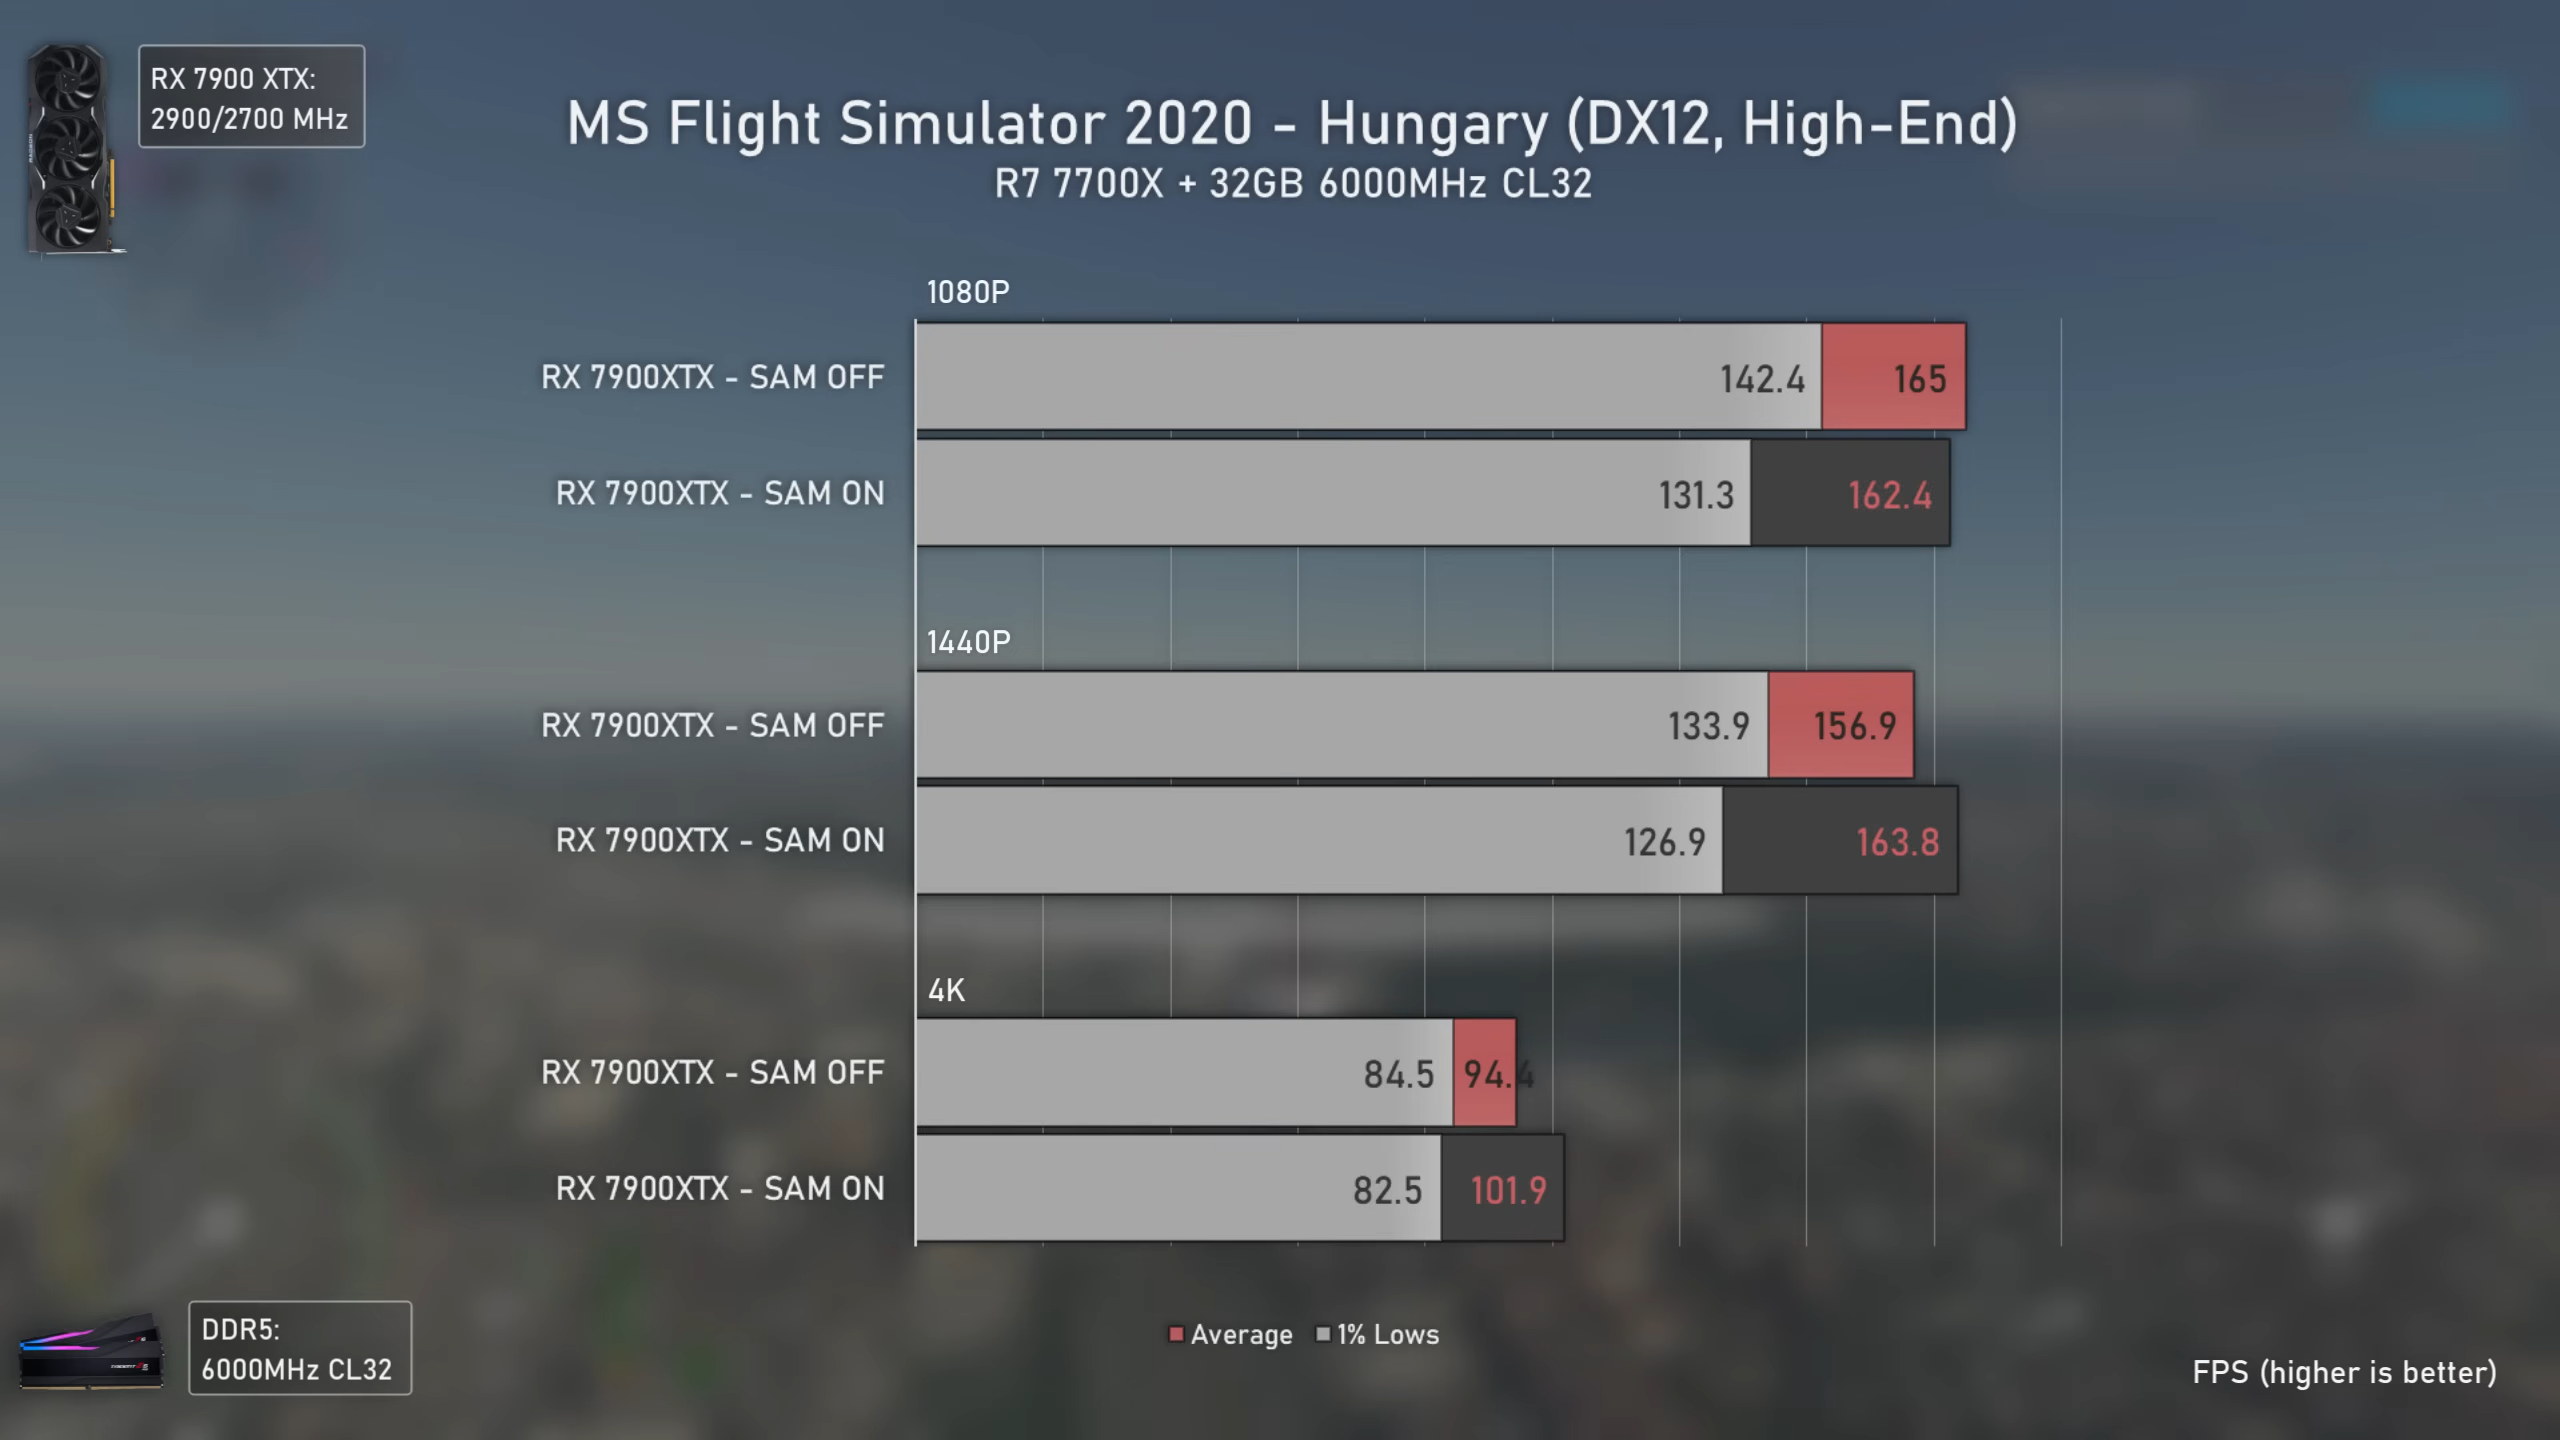 RX 7900 XTX:
2900/2700 MHz
MS Flight Simulator 2020 - Hungary (DX12, High-End)
R7 7700X + 32GB 6000MHz CL32
1080P
RX 7900XTX - SAM OFF
142.4
165
RX 7900XTX - SAM ON
131.3
162.4
1440P
RX 7900XTX - SAM OFF
133.9
156.9
RX 7900XTX - SAM ON
126.9
163.8
4K
RX 7900XTX - SAM OFF
84.5
94.4
RX 7900XTX - SAM ON
82.5
101.9
DDR5:
6000MHz CL32
Average
1% Lows
FPS (higher is better)